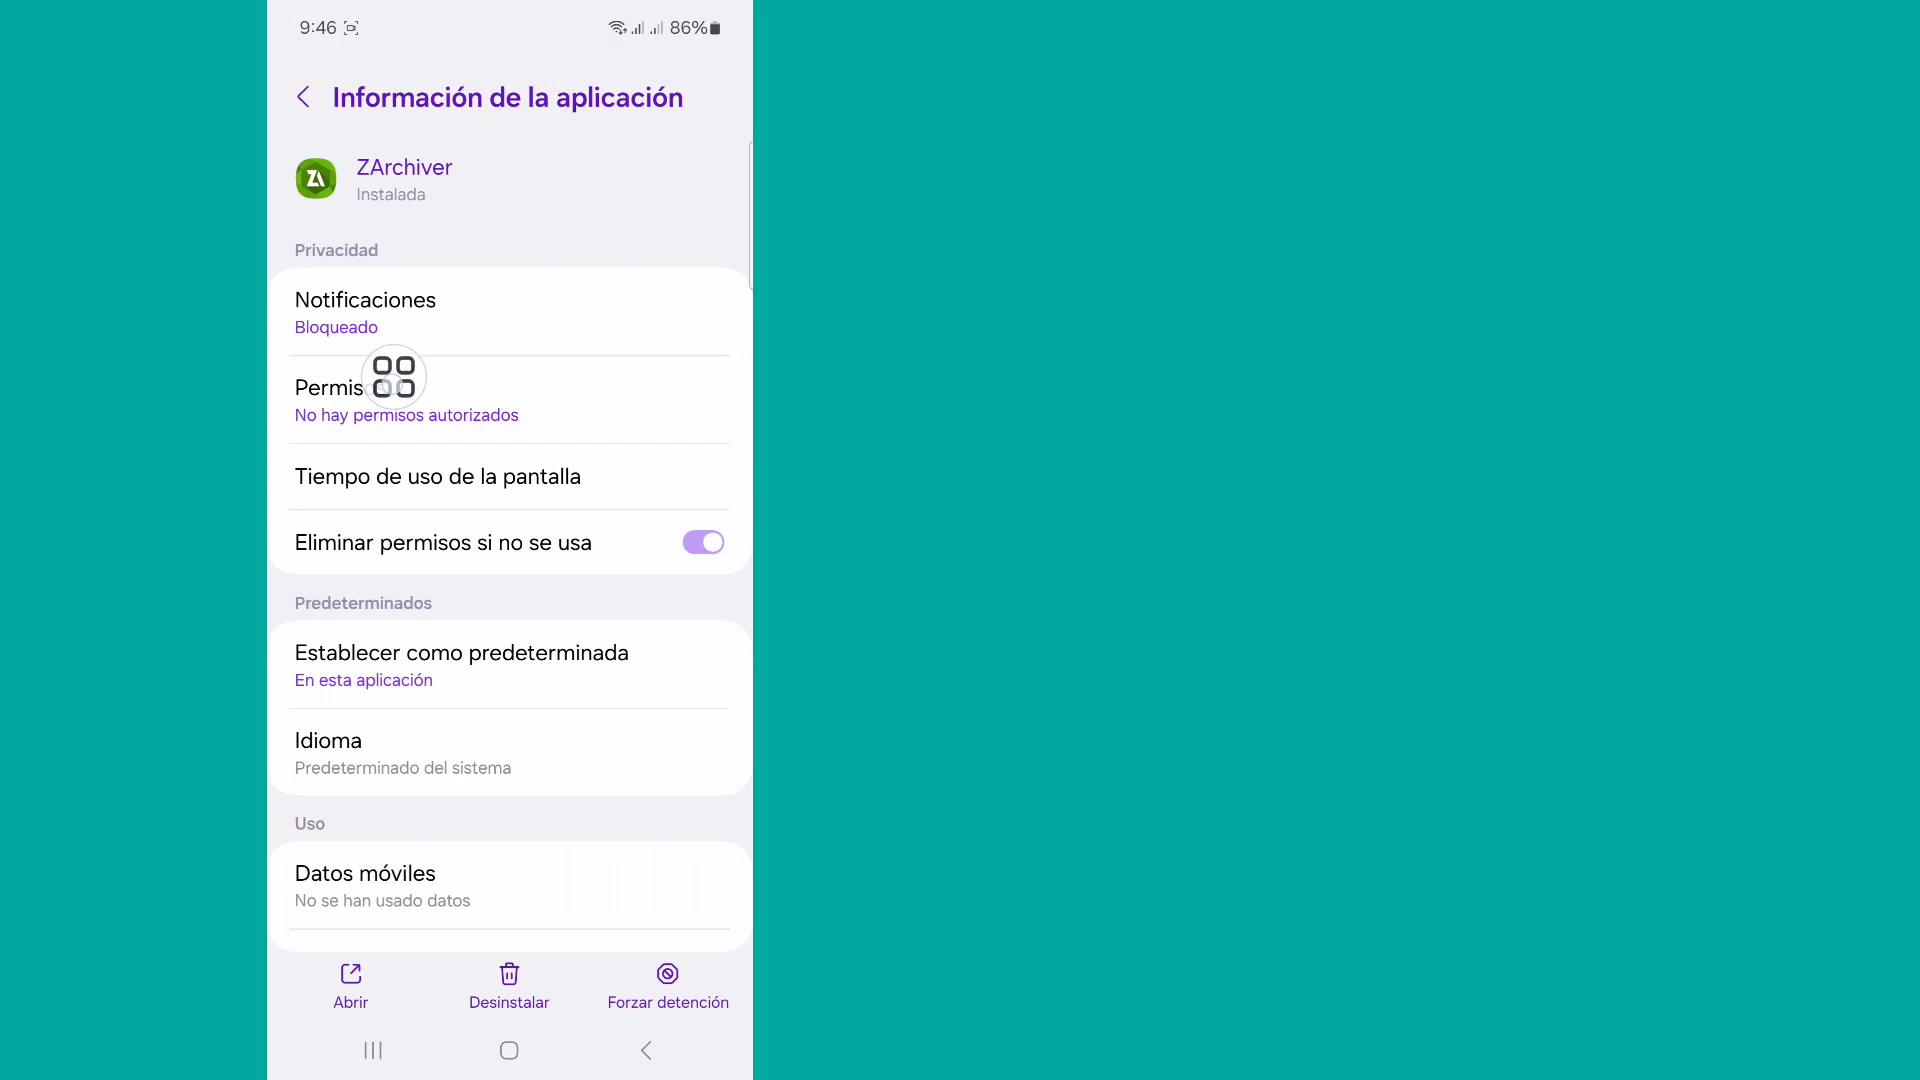 9:46 86%
Información de la aplicación
ZArchiver
Instalada
Privacidad
Notificaciones
Bloqueado
Permis
No hay permisos autorizados
Tiempo de uso de la pantalla
Eliminar permisos si no se usa
Predeterminados
Establecer como predeterminada
En esta aplicación
Idioma
Predeterminado del sistema
Uso
Datos móviles
No se han usado datos
Abrir Desinstalar Forzar detención